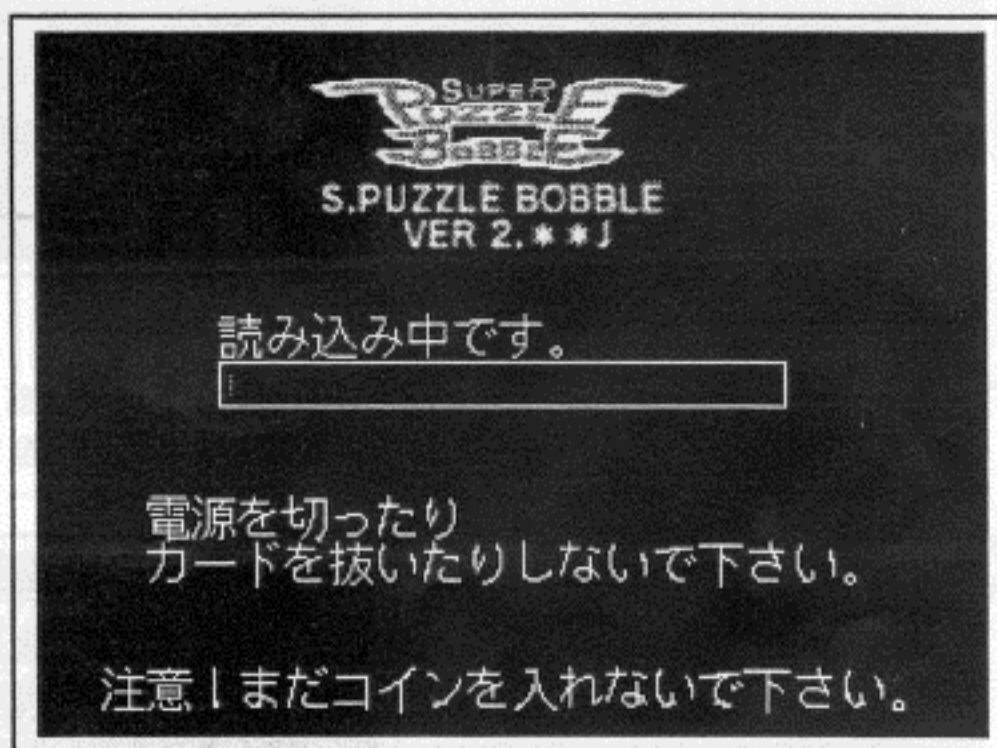 SUPER
PUZZLE
BOBBLE
S.PUZZLE BOBBLE
VER 2.**J
読み込み中です。
電源を切ったり
カードを抜いたりしないで下さい。
注意!まだコインを入れないで下さい。